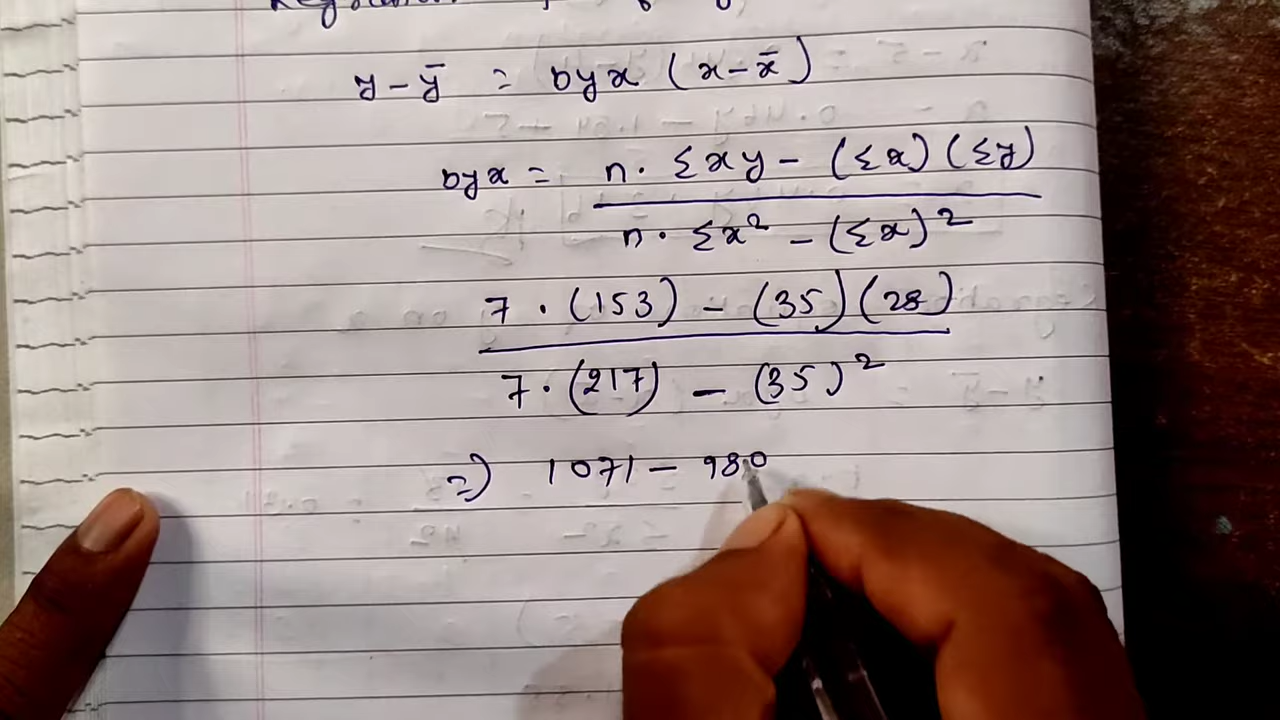 y - ȳ = byx (x - x̄)
byx = n · Σxy - (Σx) (Σy)
n · Σx² - (Σx)²
7 · (153) - (35) (28)
7 · (217) - (35)²
=) 1071 - 980